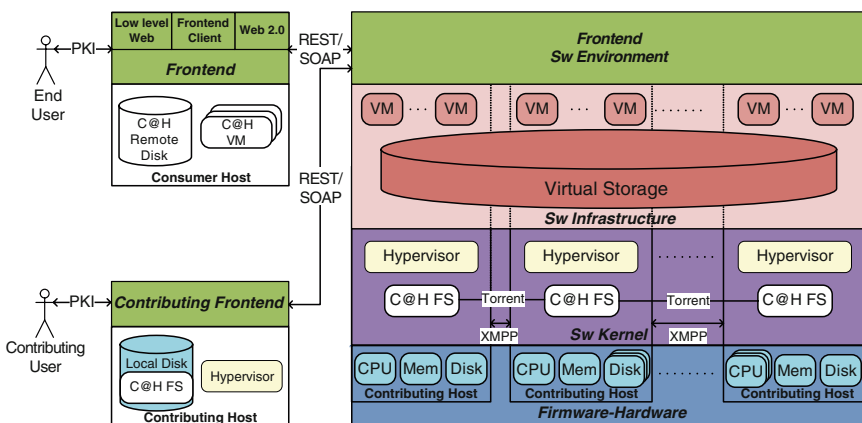 Low level
Web
Frontend
Client
Web 2.0
Frontend
PKI
End
User
C@H
Remote
Disk
C@H
VM
Consumer Host
REST/
SOAP
REST/
SOAP
PKI
Contributing
User
Contributing Frontend
Local Disk
C@H FS
Hypervisor
Contributing Host
Frontend
Sw Environment
VM ... VM VM ... VM ....... VM ... VM
Virtual Storage
Sw Infrastructure
Hypervisor Hypervisor ........ Hypervisor
C@H FS Torrent C@H FS Torrent C@H FS
XMPP Sw Kernel XMPP
CPU Mem Disk CPU Mem Disk ........ CPU Mem Disk
Contributing Host Contributing Host Contributing Host
Firmware-Hardware